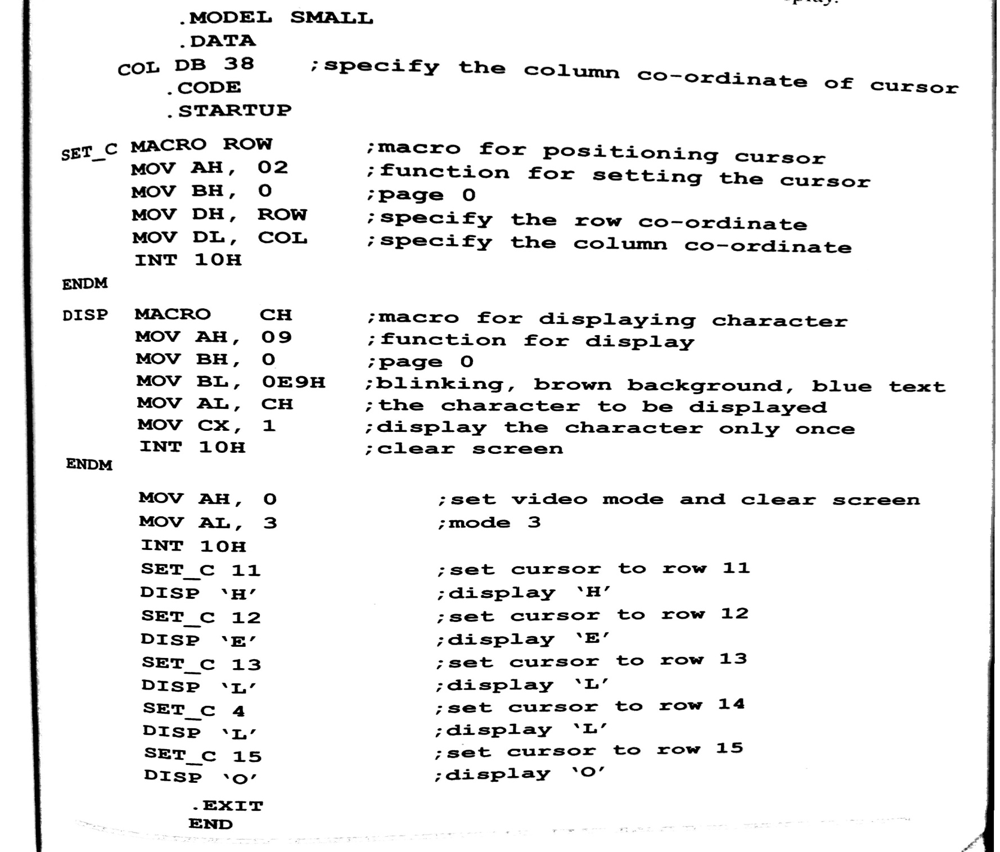 .MODEL SMALL
.DATA
COL DB 38 ;specify the column co-ordinate of cursor
.CODE
.STARTUP
SET_C MACRO ROW ;macro for positioning cursor
MOV AH, 02 ;function for setting the cursor
MOV BH, 0 ;page 0
MOV DH, ROW ;specify the row co-ordinate
MOV DL, COL ;specify the column co-ordinate
INT 10H
ENDM
DISP MACRO CH ;macro for displaying character
MOV AH, 09 ;function for display
MOV BH, 0 ;page 0
MOV BL, 0E9H ;blinking, brown background, blue text
MOV AL, CH ;the character to be displayed
MOV CX, 1 ;display the character only once
INT 10H ;clear screen
ENDM
MOV AH, 0 ;set video mode and clear screen
MOV AL, 3 ;mode 3
INT 10H
SET_C 11 ;set cursor to row 11
DISP ‘H’ ;display ‘H’
SET_C 12 ;set cursor to row 12
DISP ‘E’ ;display ‘E’
SET_C 13 ;set cursor to row 13
DISP ‘L’ ;display ‘L’
SET_C 4 ;set cursor to row 14
DISP ‘L’ ;display ‘L’
SET_C 15 ;set cursor to row 15
DISP ‘O’ ;display ‘O’
.EXIT
END